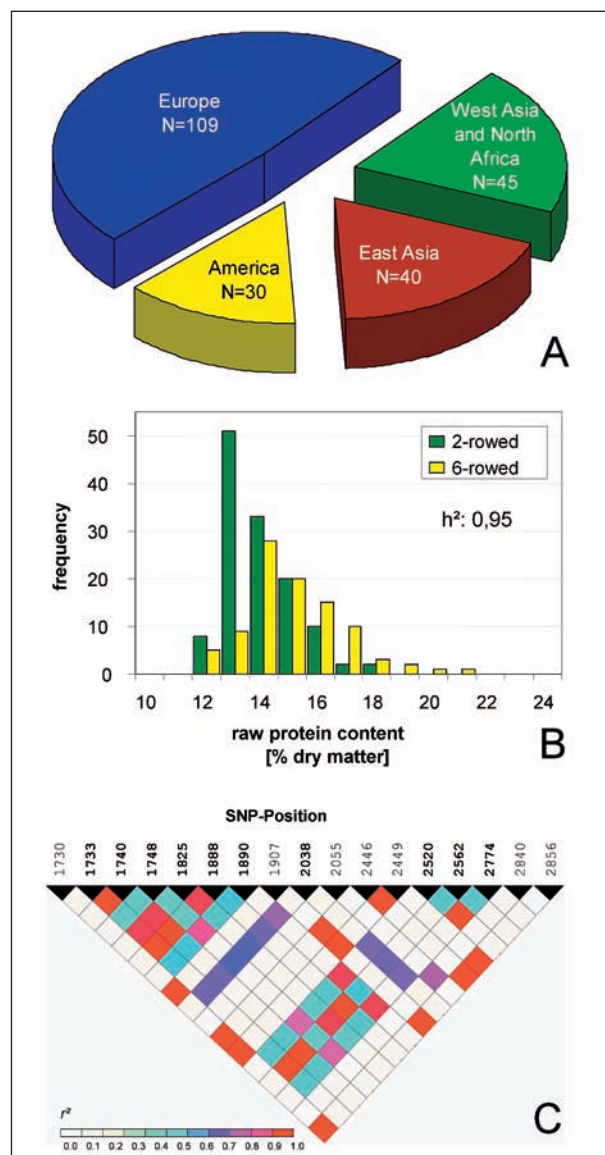 Europe
N=109
West Asia
and North
Africa
N=45
America
N=30
East Asia
N=40
A
50
40
30
20
10
0
frequency
2-rowed
6-rowed
h²: 0,95
10 12 14 16 18 20 22 24
raw protein content
[% dry matter]
B
SNP-Position
1730 1733 1740 1748 1825 1888 1890 1907 2038 2055 2446 2449 2520 2562 2774 2840 2856
r²
0.0 0.1 0.2 0.3 0.4 0.5 0.6 0.7 0.8 0.9 1.0
C